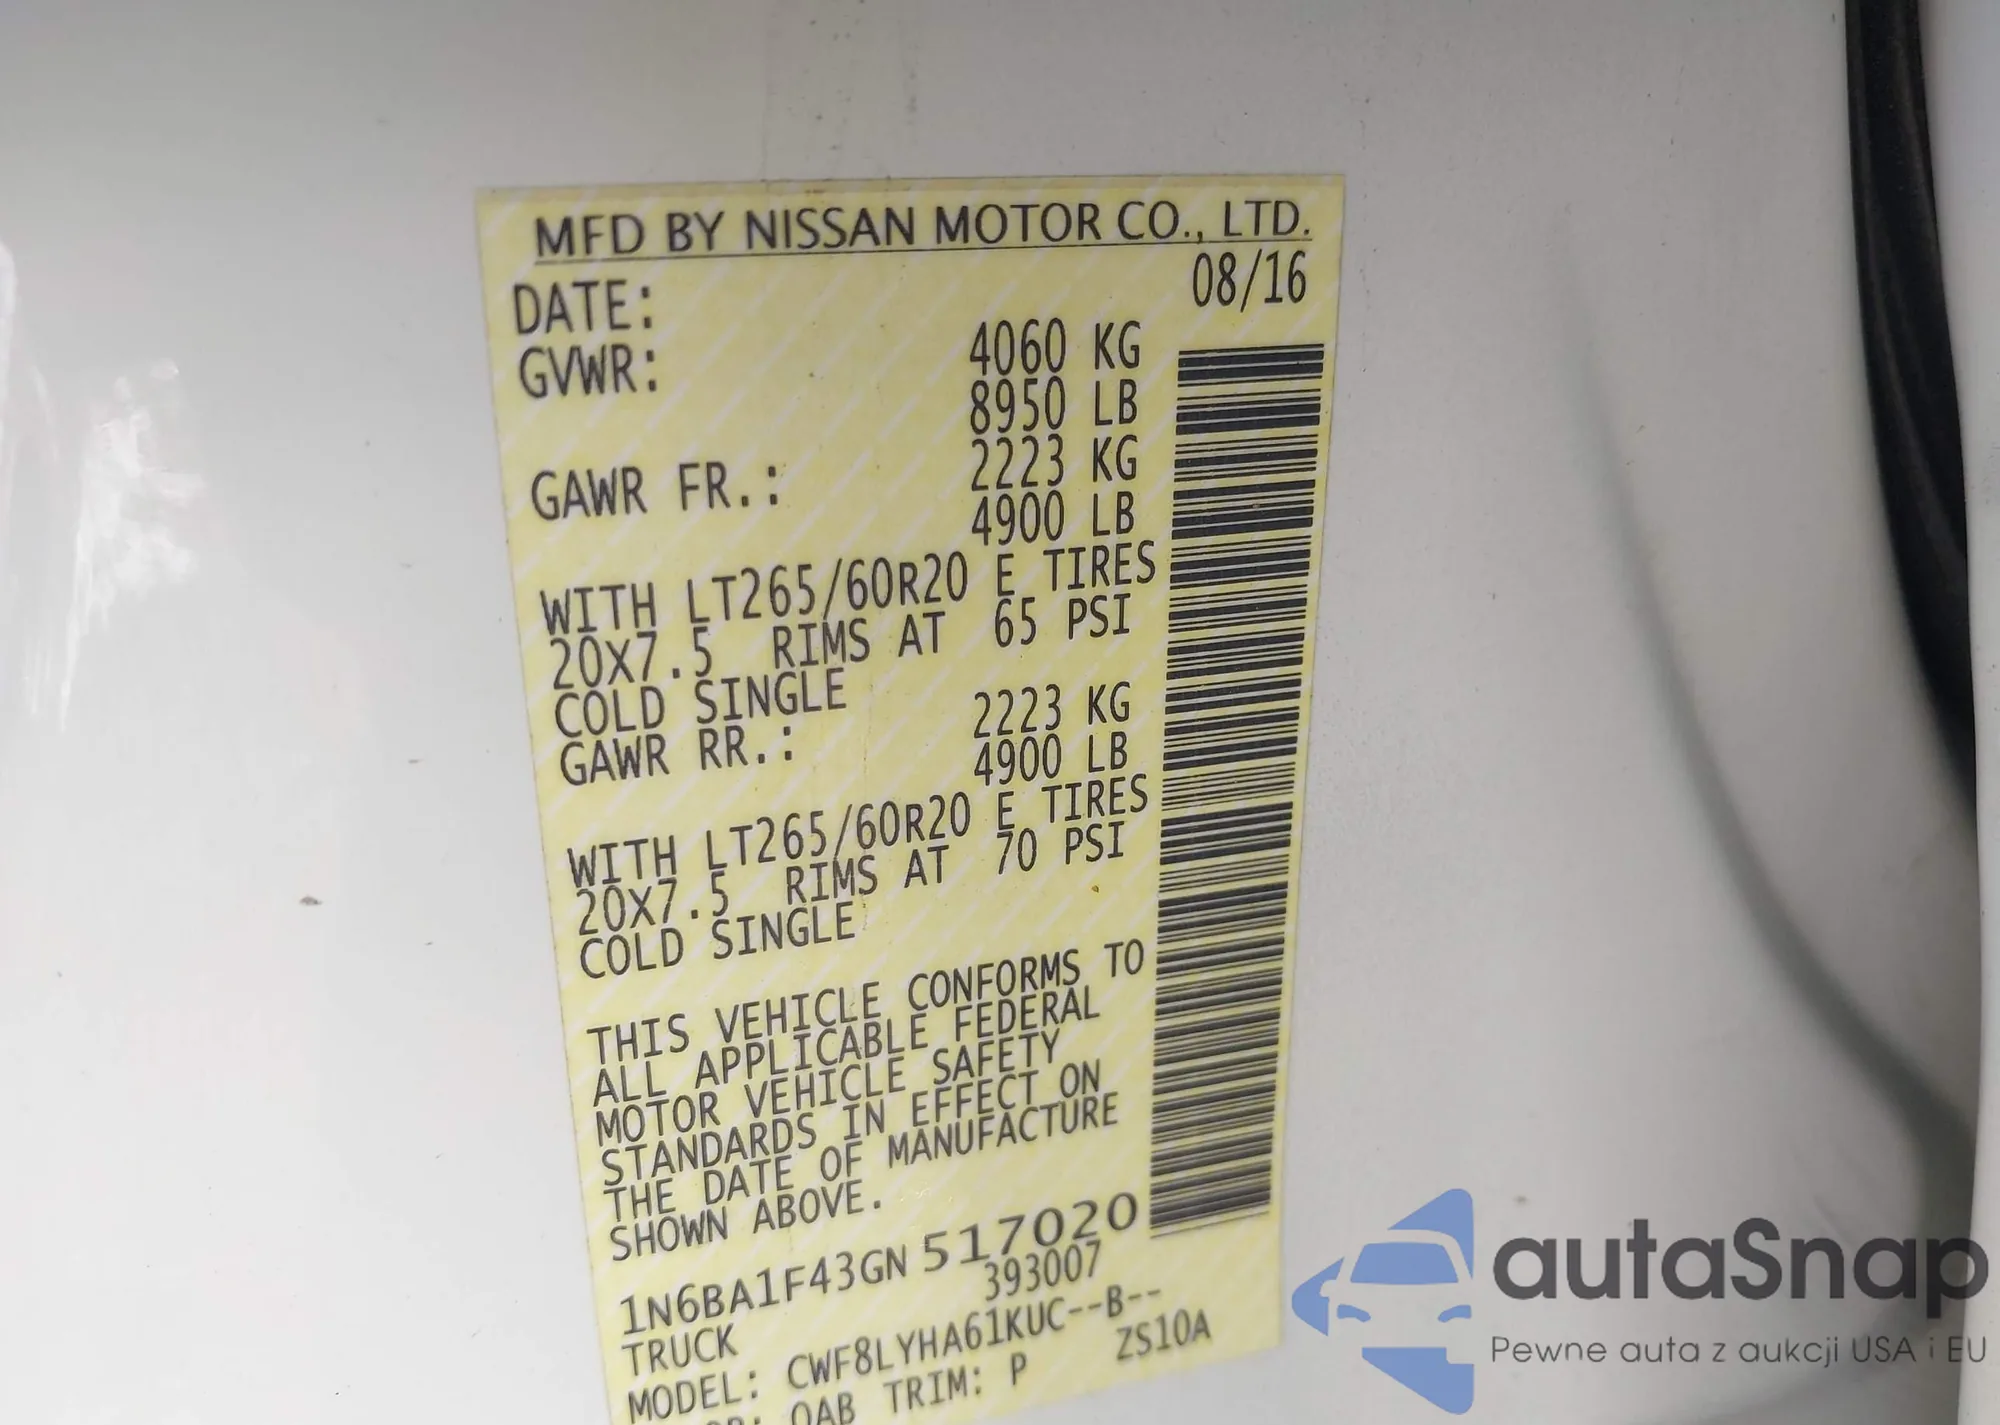 MFD BY NISSAN MOTOR CO., LTD.
DATE: 08/16
GVWR: 4060 KG
8950 LB
GAWR FR.: 2223 KG
4900 LB
WITH LT265/60R20 E TIRES
20X7.5 RIMS AT 65 PSI
COLD SINGLE
GAWR RR.: 2223 KG
4900 LB
WITH LT265/60R20 E TIRES
20X7.5 RIMS AT 70 PSI
COLD SINGLE
THIS VEHICLE CONFORMS TO
ALL APPLICABLE FEDERAL
MOTOR VEHICLE SAFETY
STANDARDS IN EFFECT ON
THE DATE OF MANUFACTURE
SHOWN ABOVE.
1N6BA1F43GN517020
TRUCK 393007
MODEL: CWF8LYHA61KUC--B--
QAB TRIM: P ZS10A
autaSnap
Pewne auta z aukcji USA i EU